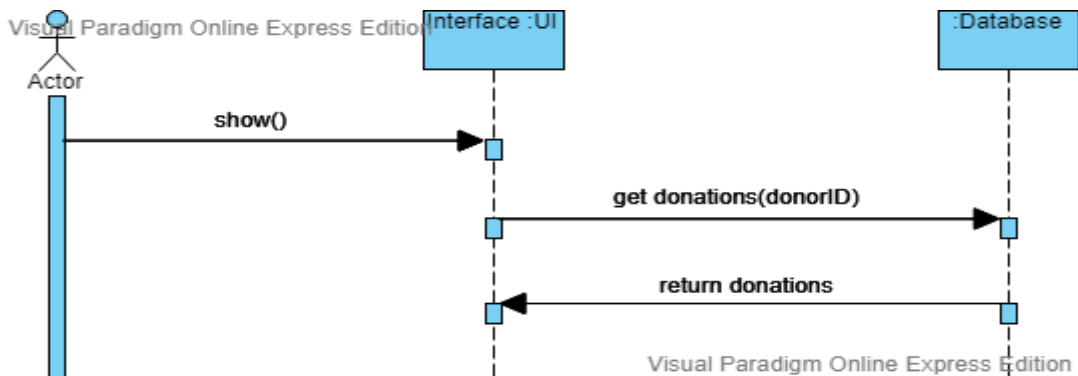 Visual Paradigm Online Express Edition
Interface :UI
:Database
Actor
show()
get donations(donorID)
return donations
Visual Paradigm Online Express Edition